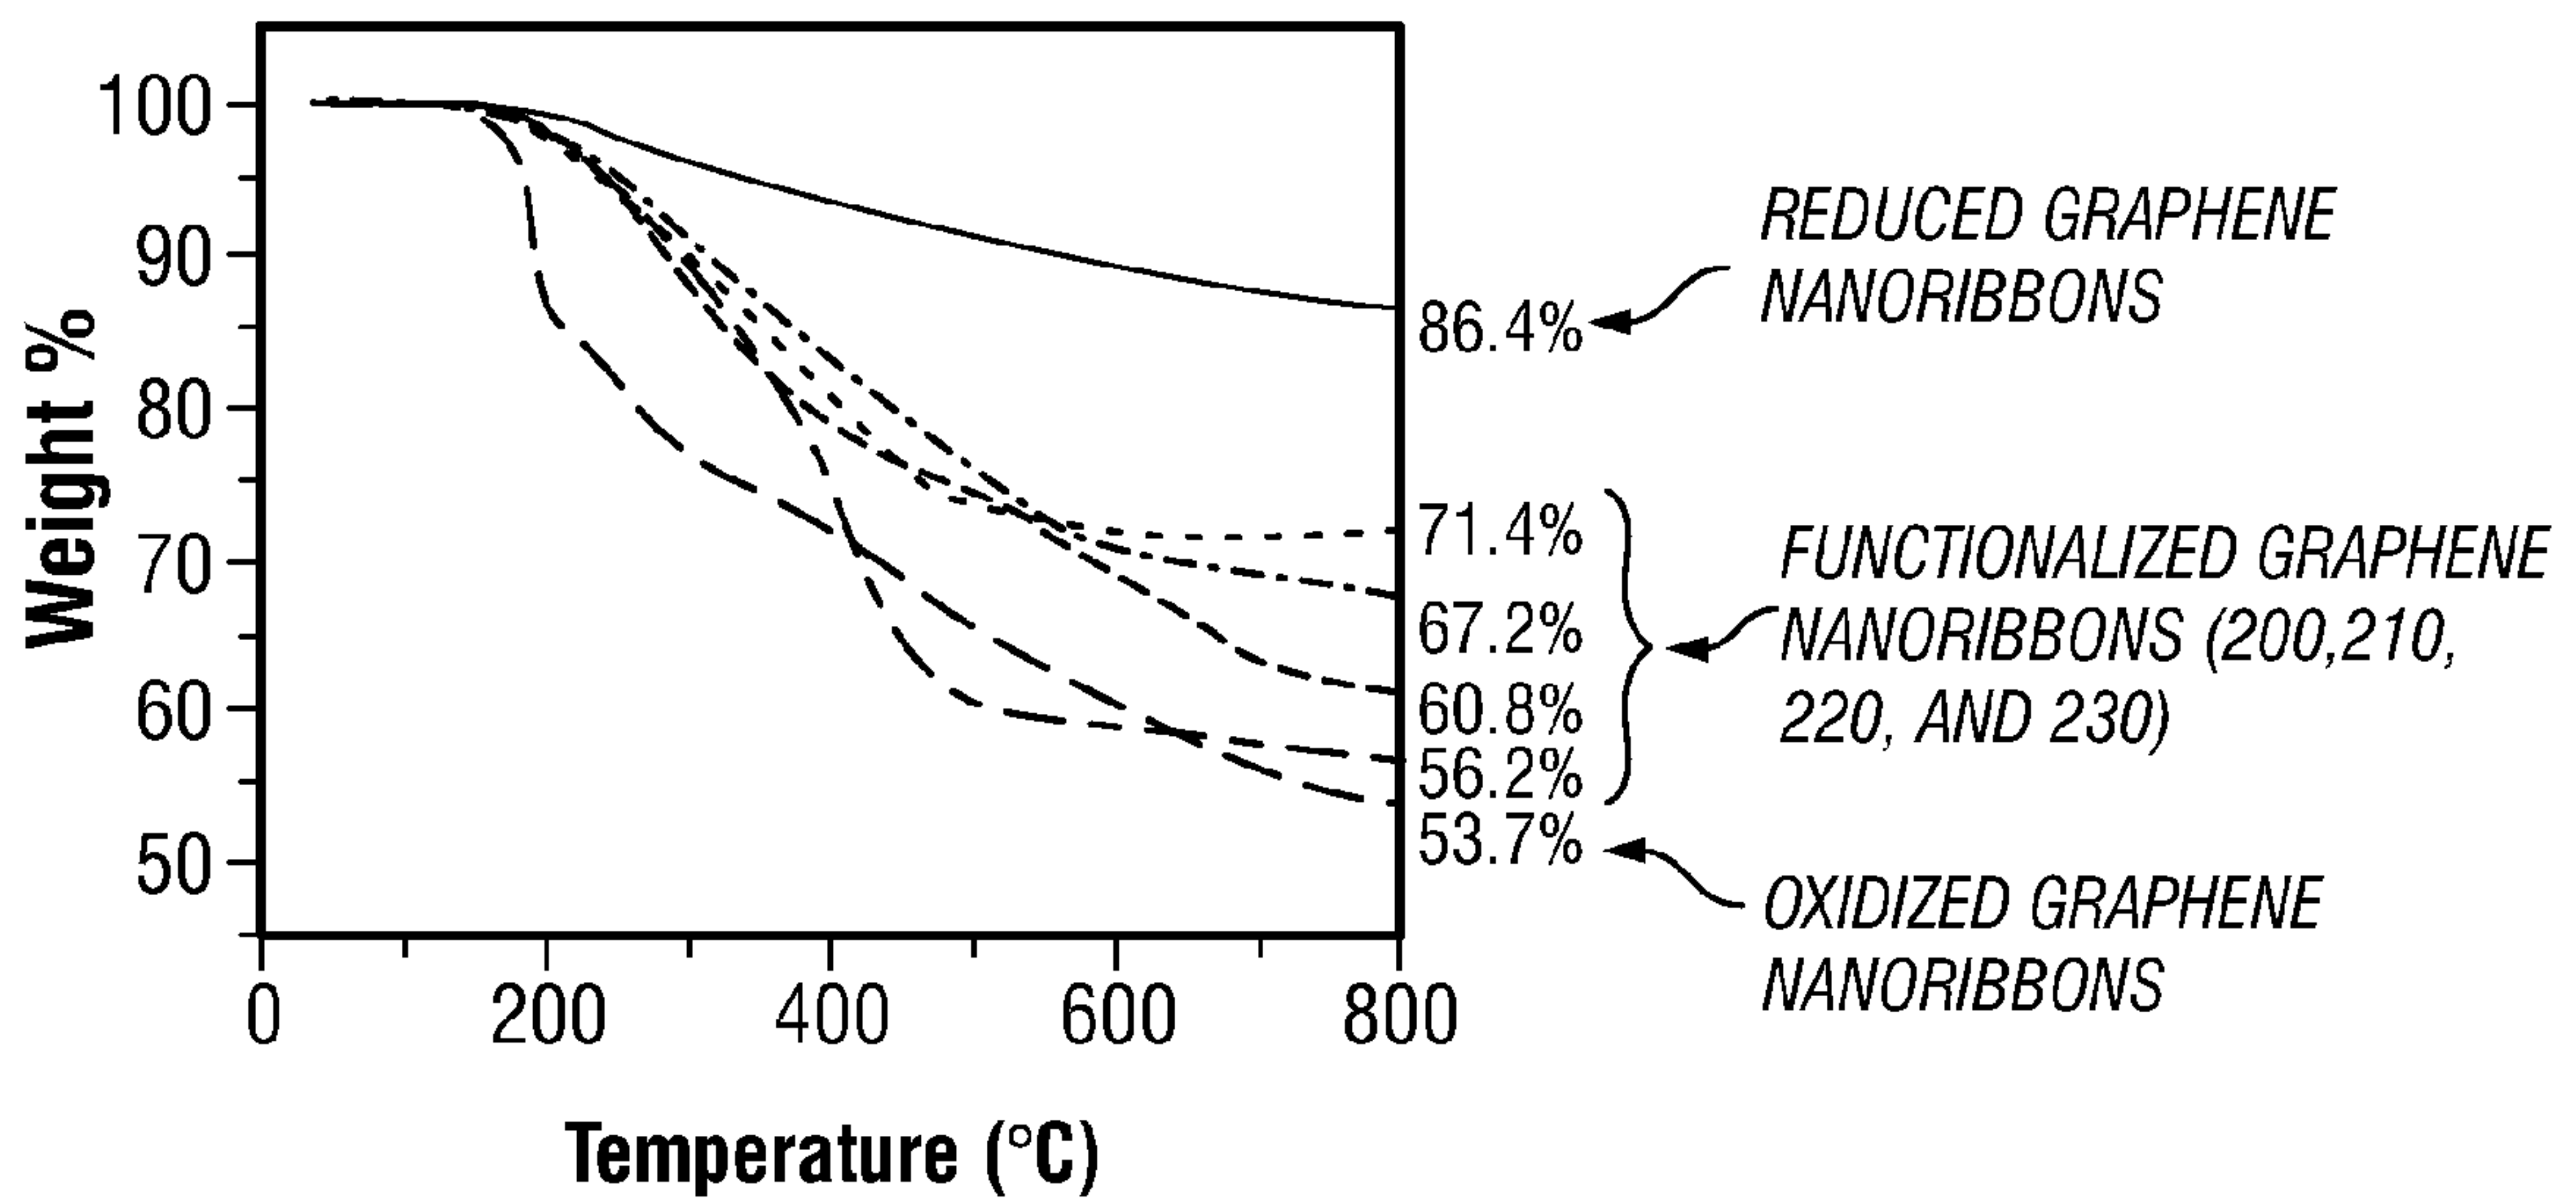 100
90
80
70
60
50
Weight %
0 200 400 600 800
Temperature (°C)
86.4%
71.4%
67.2%
60.8%
56.2%
53.7%
REDUCED GRAPHENE
NANORIBBONS
FUNCTIONALIZED GRAPHENE
NANORIBBONS (200,210,
220, AND 230)
OXIDIZED GRAPHENE
NANORIBBONS